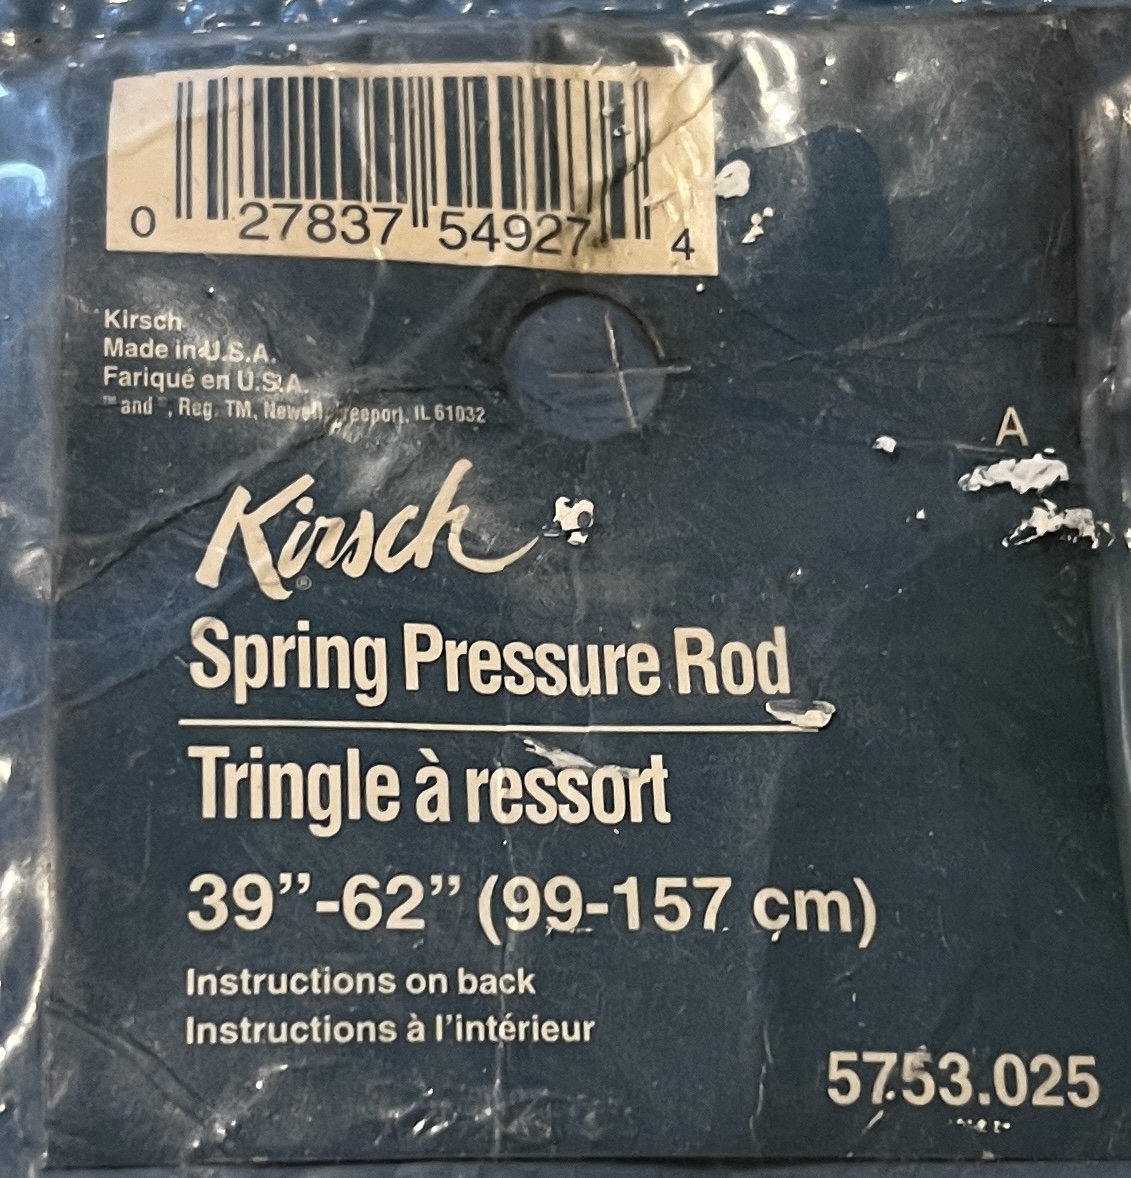 0 27837 54927 4
Kirsch
Made in U.S.A.
Fariqué en U.S.A.
™ and , Reg. TM, Newell, Freeport, IL 61032
A
Kirsch®
Spring Pressure Rod
Tringle à ressort
39”-62” (99-157 cm)
Instructions on back
Instructions à l’intérieur
5753.025